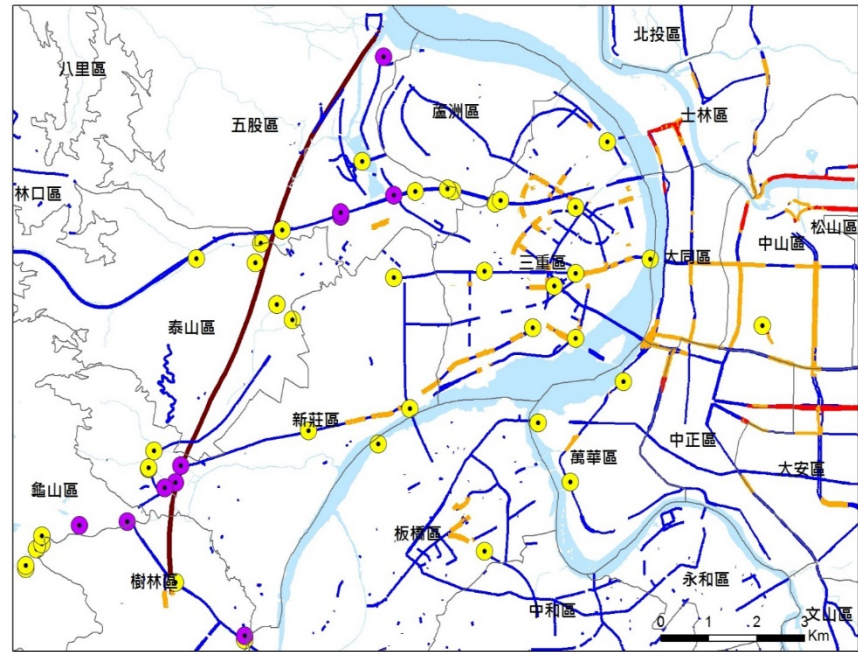 北投區
八里區
士林區
蘆洲區
五股區
林口區
松山區
中山區
大同區
三重區
泰山區
新莊區
中正區
萬華區
大安區
龜山區
板橋區
樹林區
永和區
中和區
文山區
0 1 2 3
Km